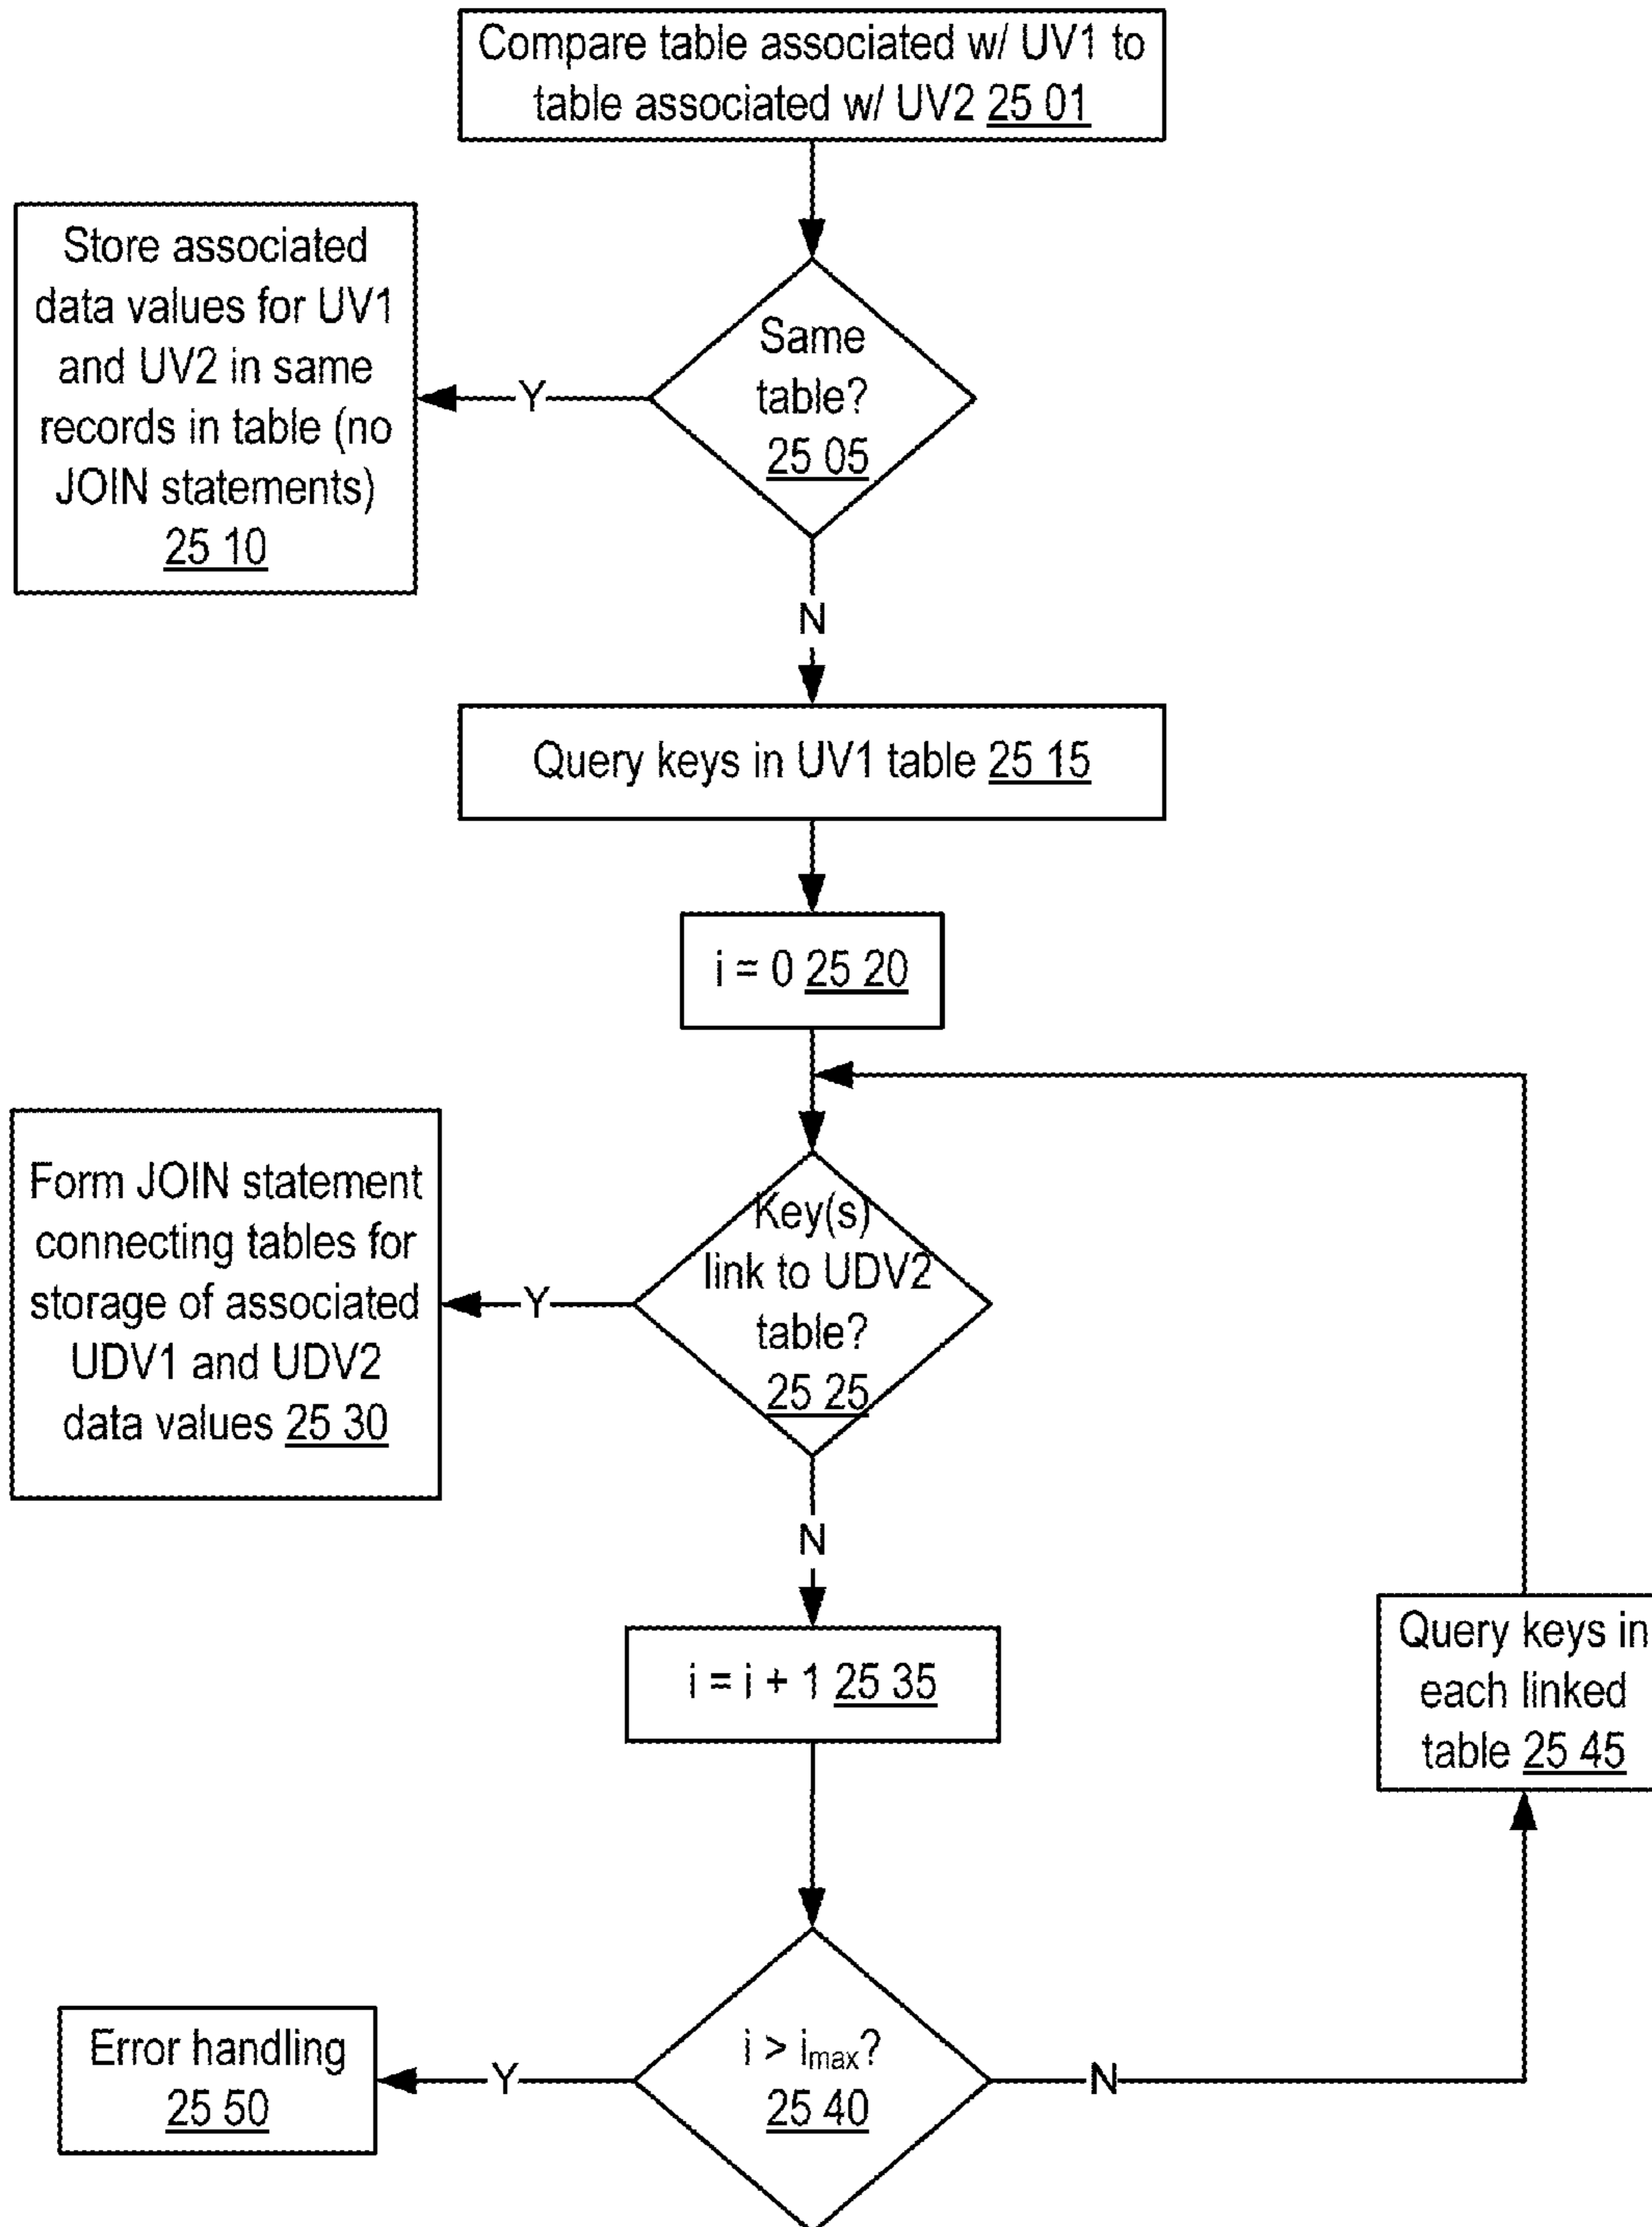 Compare table associated w/ UV1 to
table associated w/ UV2 25 01
Store associated
data values for UV1
and UV2 in same
records in table (no
JOIN statements)
25 10
Same
table?
25 05
Y
N
Query keys in UV1 table 25 15
i = 0 25 20
Form JOIN statement
connecting tables for
storage of associated
UDV1 and UDV2
data values 25 30
Key(s)
link to UDV2
table?
25 25
Y
N
i = i + 1 25 35
Query keys in
each linked
table 25 45
Error handling
25 50
i > imax?
25 40
Y
N